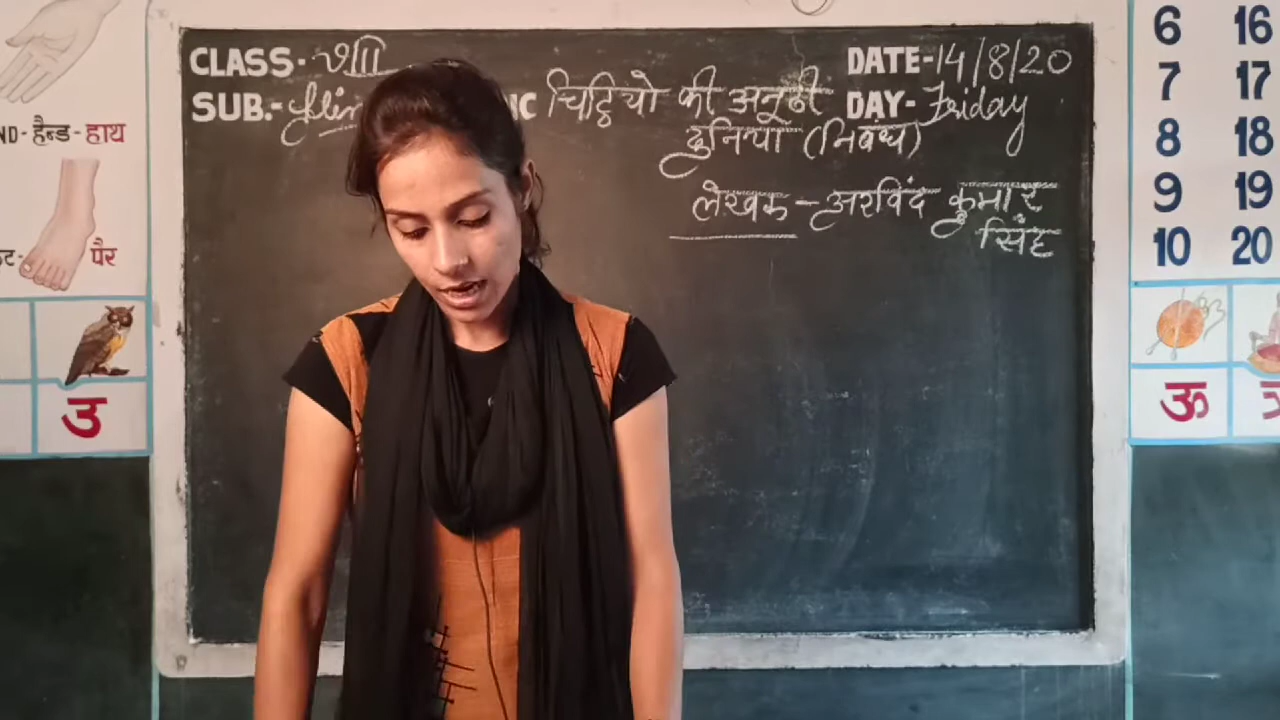 CLASS- VIII
DATE- 14/8/20
SUB.-
चिट्ठियो की अनूठी
DAY- Friday
दुनिया (निबंध)
लेखक - अरविंद कुमार
सिंह
हैन्ड - हाथ
पैर
उ
6 16
7 17
8 18
9 19
10 20
ऊ